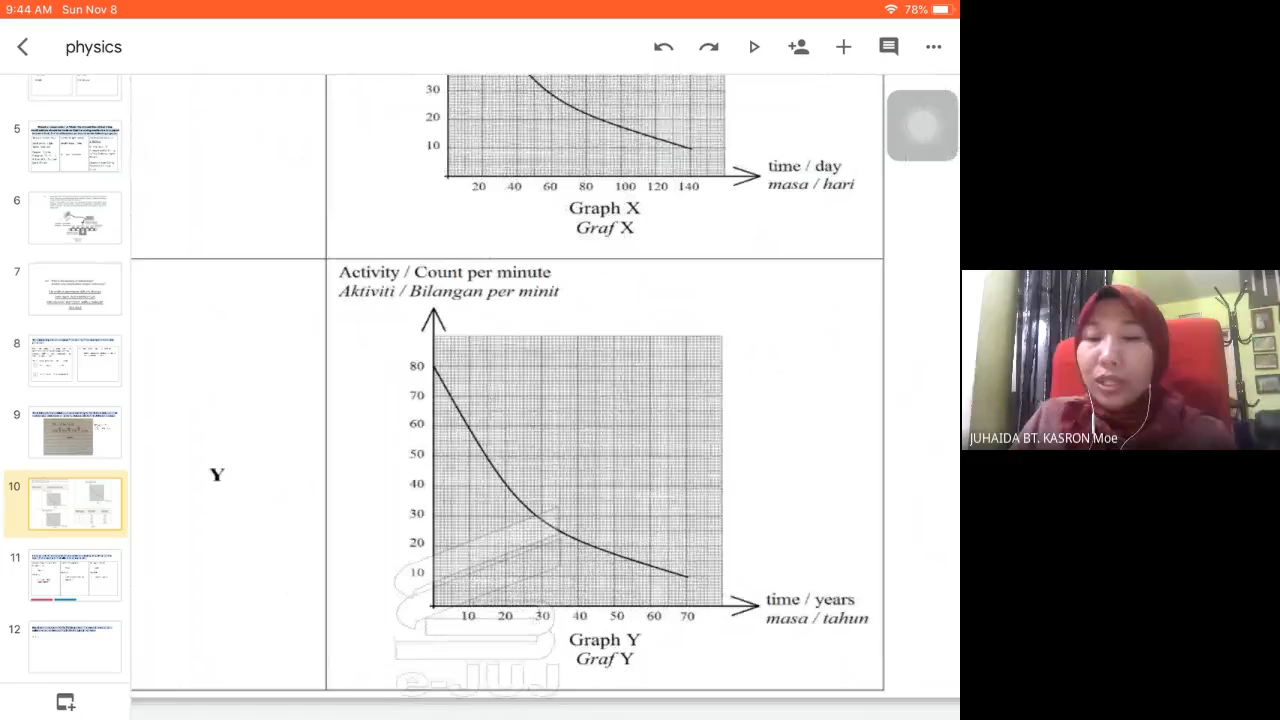 9:44 AM Sun Nov 8
78%
physics
5
6
7
8
9
10
11
12
30
20
10
20 40 60 80 100 120 140
time / day
masa / hari
Graph X
Graf X
Y
Activity / Count per minute
Aktiviti / Bilangan per minit
80
70
60
50
40
30
20
10
10 20 30 40 50 60 70
time / years
masa / tahun
Graph Y
Graf Y
e-JUJ
JUHAIDA BT. KASRON Moe